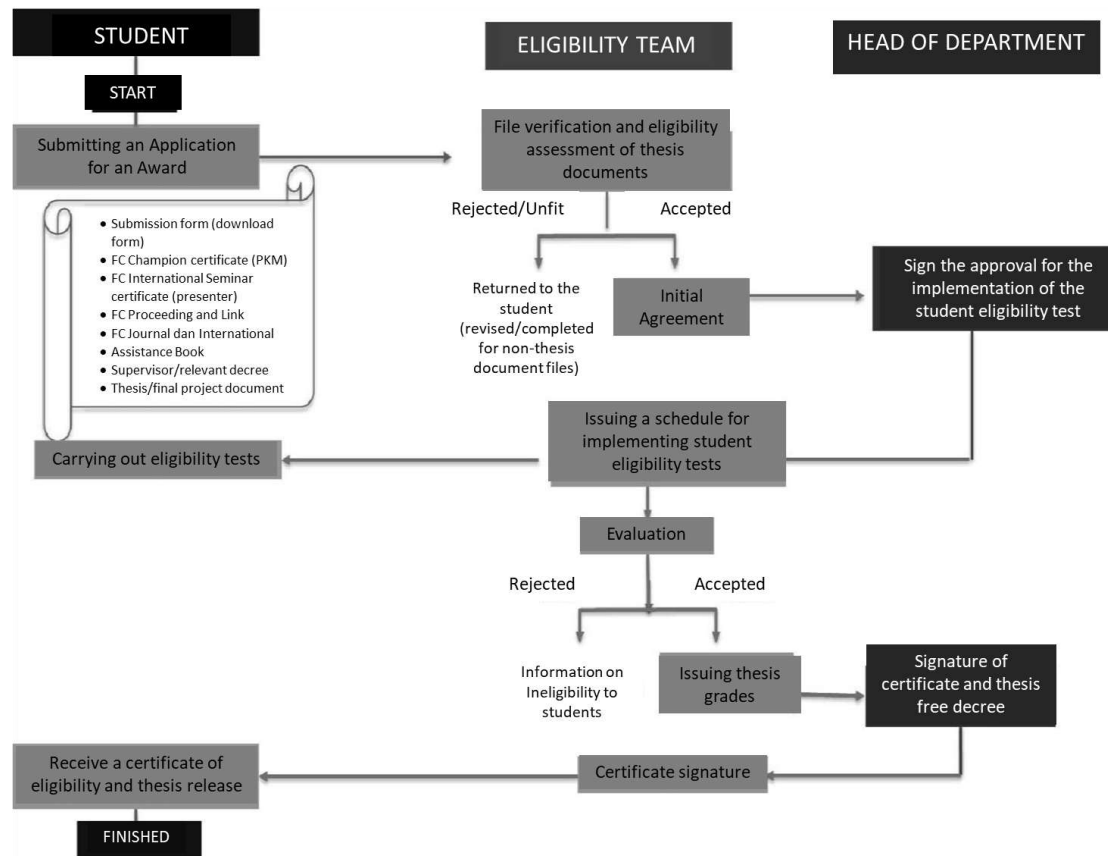 STUDENT
ELIGIBILITY TEAM
HEAD OF DEPARTMENT
START
Submitting an Application
for an Award
File verification and eligibility
assessment of thesis
documents
Rejected/Unfit
Accepted
• Submission form (download
form)
• FC Champion certificate (PKM)
• FC International Seminar
certificate (presenter)
• FC Proceeding and Link
• FC Journal dan International
• Assistance Book
• Supervisor/relevant decree
• Thesis/final project document
Returned to the
student
(revised/completed
for non-thesis
document files)
Initial
Agreement
Sign the approval for the
implementation of the
student eligibility test
Issuing a schedule for
implementing student
eligibility tests
Carrying out eligibility tests
Evaluation
Rejected
Accepted
Information on
Ineligibility to
students
Issuing thesis
grades
Signature of
certificate and thesis
free decree
Certificate signature
Receive a certificate of
eligibility and thesis release
FINISHED